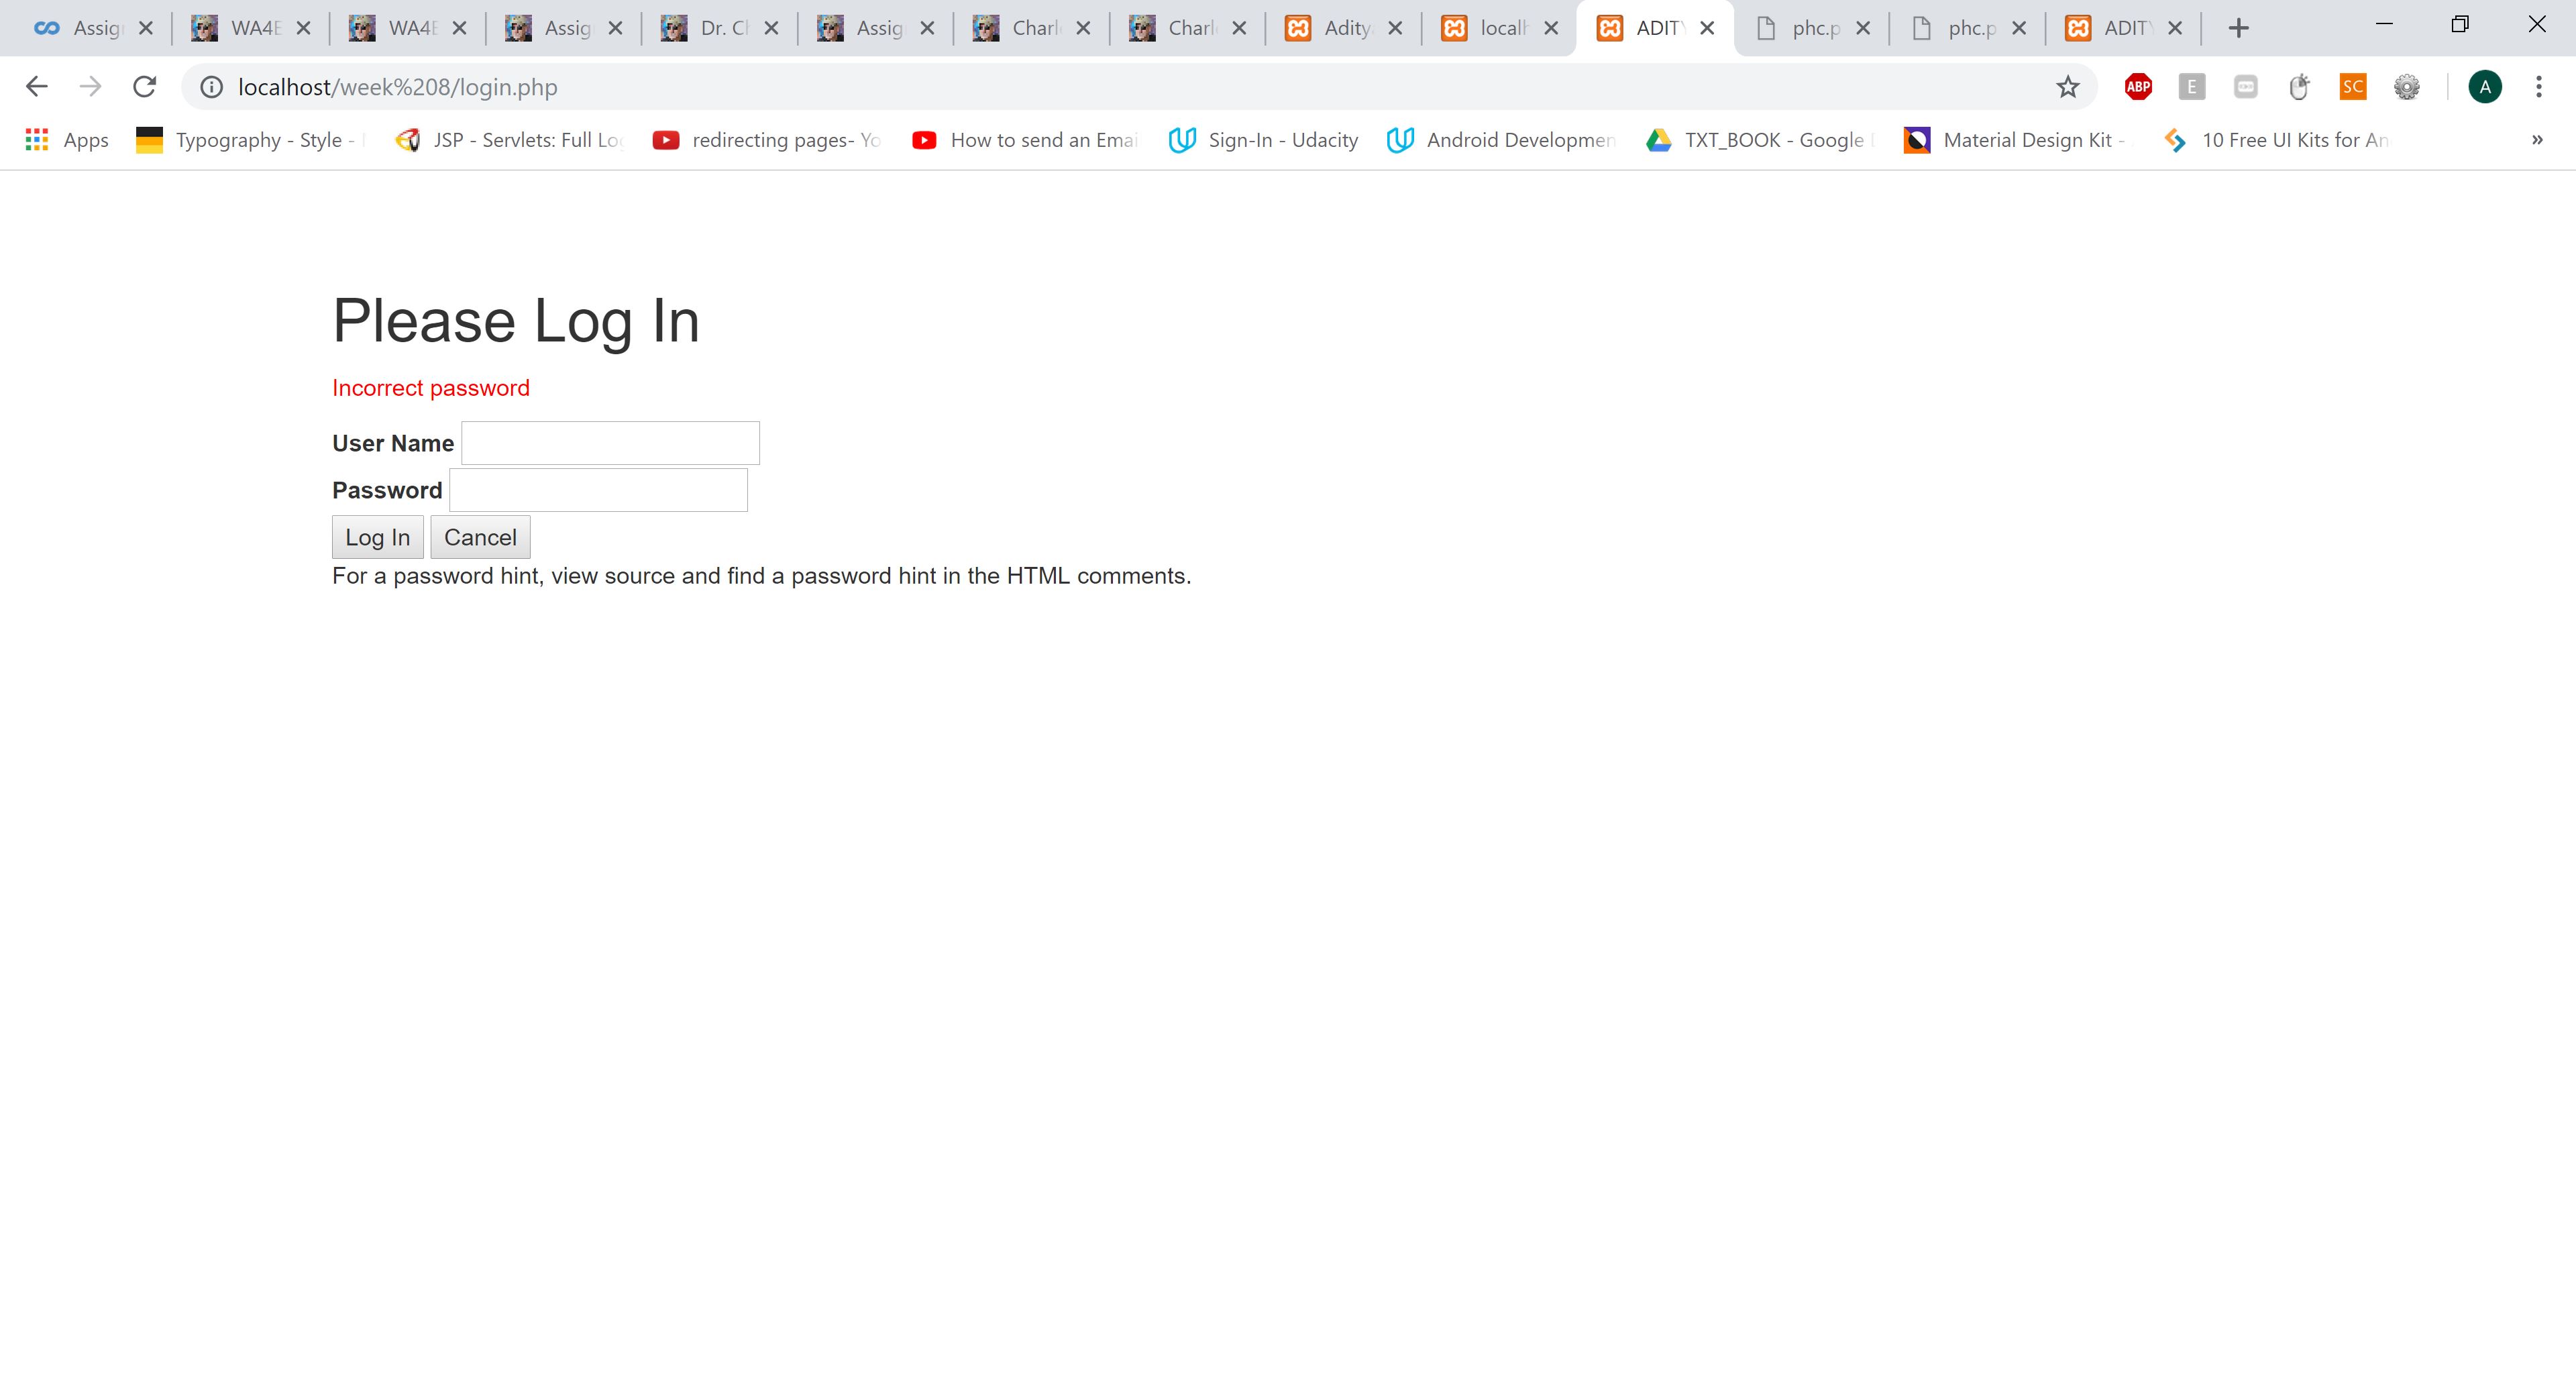 Assig WA4E WA4E Assig Dr. Ch Assig Charl Charl Adity localh ADITY phc.p phc.p ADITY
localhost/week%208/login.php
ABP E SC A
Apps Typography - Style - JSP - Servlets: Full Log redirecting pages- Yo How to send an Emai Sign-In - Udacity Android Developmen TXT_BOOK - Google Material Design Kit - 10 Free UI Kits for An »
Please Log In
Incorrect password
User Name
Password
Log In Cancel
For a password hint, view source and find a password hint in the HTML comments.